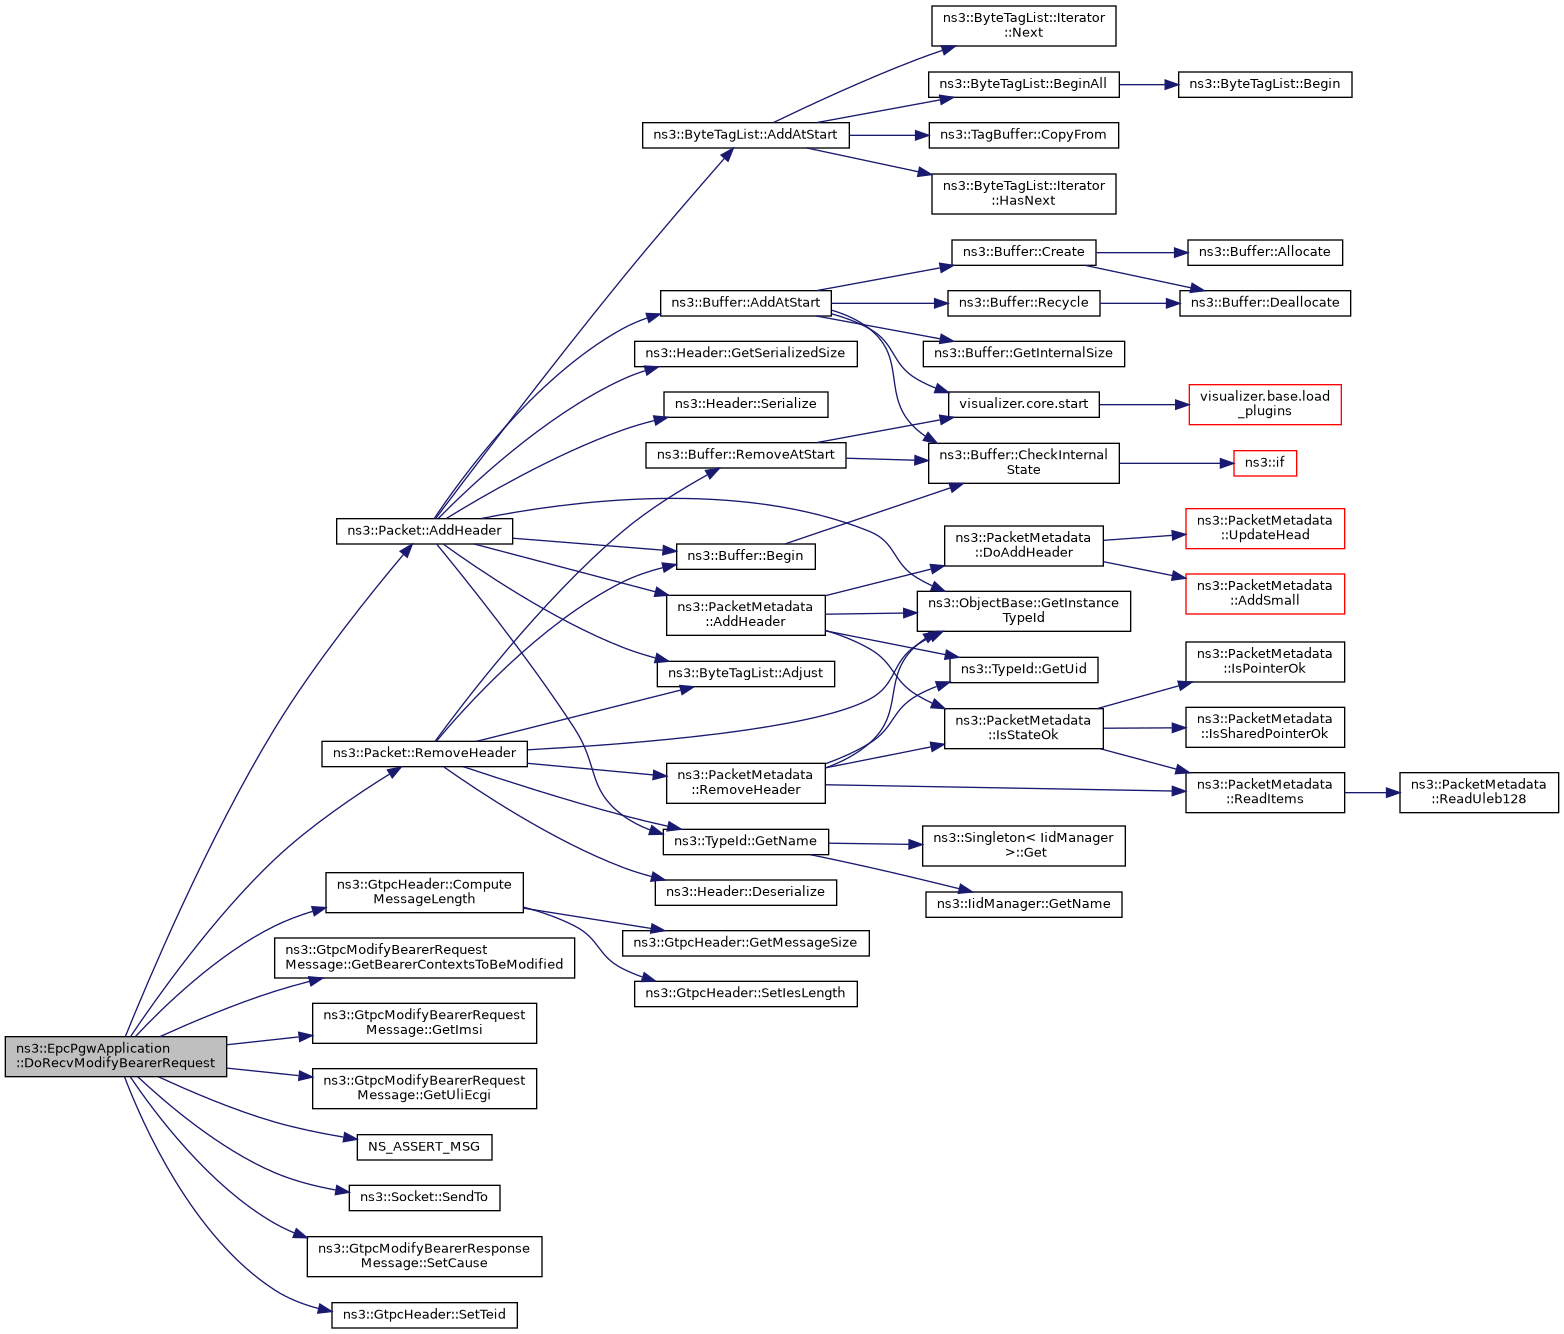 ns3::EpcPgwApplication
::DoRecvModifyBearerRequest
ns3::Packet::AddHeader
ns3::Packet::RemoveHeader
ns3::GtpcHeader::Compute
MessageLength
ns3::GtpcModifyBearerRequest
Message::GetBearerContextsToBeModified
ns3::GtpcModifyBearerRequest
Message::GetImsi
ns3::GtpcModifyBearerRequest
Message::GetUliEcgi
NS_ASSERT_MSG
ns3::Socket::SendTo
ns3::GtpcModifyBearerResponse
Message::SetCause
ns3::GtpcHeader::SetTeid
ns3::ByteTagList::AddAtStart
ns3::Buffer::AddAtStart
ns3::Header::GetSerializedSize
ns3::Header::Serialize
ns3::Buffer::RemoveAtStart
ns3::Buffer::Begin
ns3::PacketMetadata
::AddHeader
ns3::ByteTagList::Adjust
ns3::PacketMetadata
::RemoveHeader
ns3::TypeId::GetName
ns3::Header::Deserialize
ns3::GtpcHeader::GetMessageSize
ns3::GtpcHeader::SetIesLength
ns3::ByteTagList::Iterator
::Next
ns3::ByteTagList::BeginAll
ns3::TagBuffer::CopyFrom
ns3::ByteTagList::Iterator
::HasNext
ns3::Buffer::Create
ns3::Buffer::Recycle
ns3::Buffer::GetInternalSize
visualizer.core.start
ns3::Buffer::CheckInternal
State
ns3::PacketMetadata
::DoAddHeader
ns3::ObjectBase::GetInstance
TypeId
ns3::TypeId::GetUid
ns3::PacketMetadata
::IsStateOk
ns3::Singleton< IidManager
>::Get
ns3::IidManager::GetName
ns3::ByteTagList::Begin
ns3::Buffer::Allocate
ns3::Buffer::Deallocate
visualizer.base.load
_plugins
ns3::if
ns3::PacketMetadata
::UpdateHead
ns3::PacketMetadata
::AddSmall
ns3::PacketMetadata
::IsPointerOk
ns3::PacketMetadata
::IsSharedPointerOk
ns3::PacketMetadata
::ReadItems
ns3::PacketMetadata
::ReadUleb128